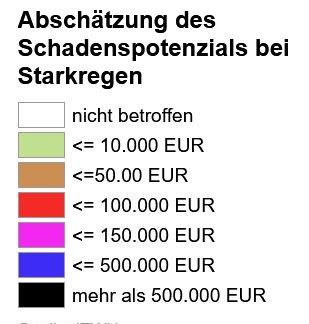 Abschätzung des
Schadenspotenzials bei
Starkregen
nicht betroffen
<= 10.000 EUR
<=50.00 EUR
<= 100.000 EUR
<= 150.000 EUR
<= 500.000 EUR
mehr als 500.000 EUR